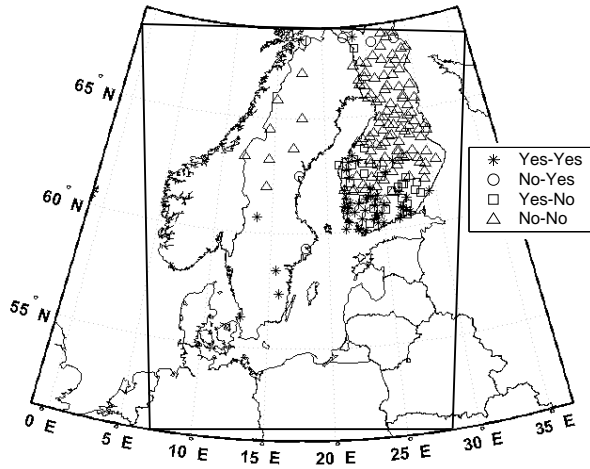 65 °N
60 °N
55 °N
Yes-Yes
No-Yes
Yes-No
No-No
0 °E
5 °E
10 °E
15 °E
20 °E
25 °E
30 °E
35 °E